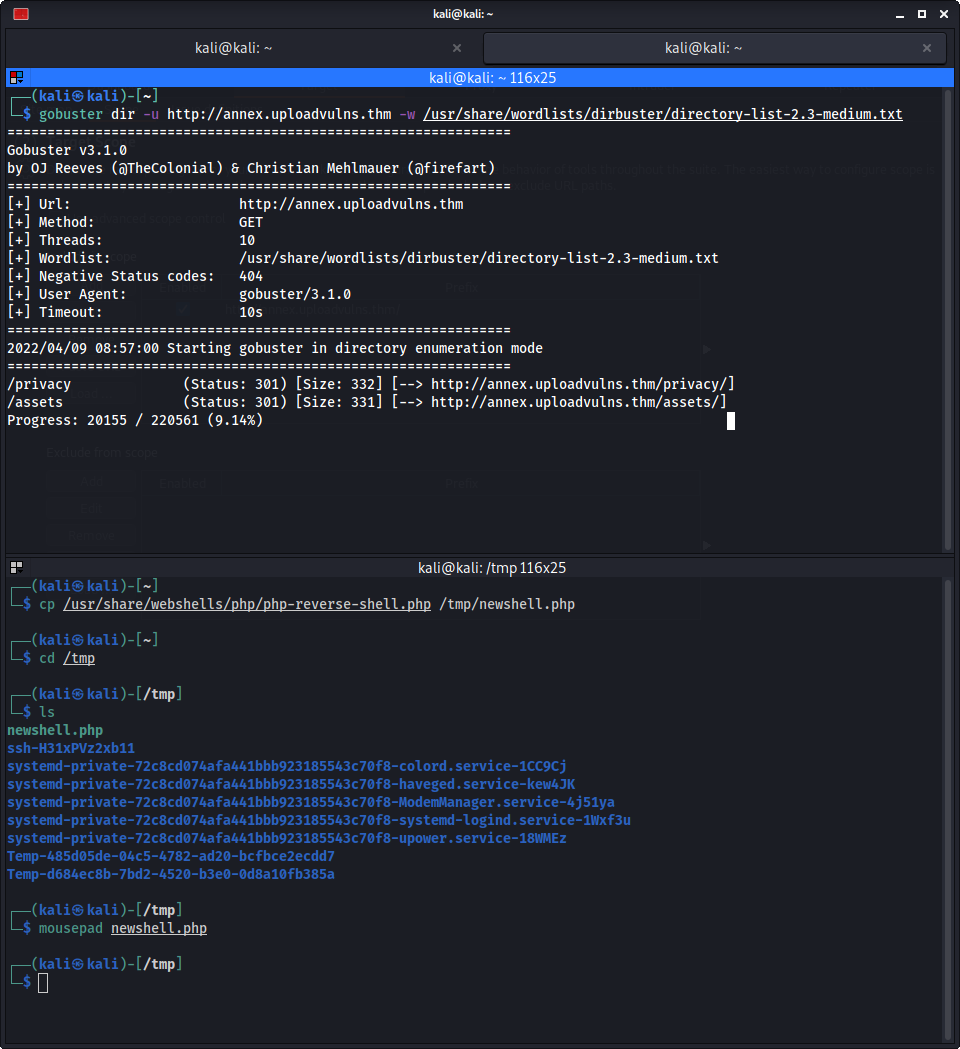 kali@kali: ~
kali@kali: ~ × kali@kali: ~ ×
kali@kali: ~ 116x25
┌──(kali㉿kali)-[~]
└─$ gobuster dir -u http://annex.uploadvulns.thm -w /usr/share/wordlists/dirbuster/directory-list-2.3-medium.txt
===============================================================
Gobuster v3.1.0
by OJ Reeves (@TheColonial) & Christian Mehlmauer (@firefart)
===============================================================
[+] Url:                     http://annex.uploadvulns.thm
[+] Method:                  GET
[+] Threads:                 10
[+] Wordlist:                /usr/share/wordlists/dirbuster/directory-list-2.3-medium.txt
[+] Negative Status codes:   404
[+] User Agent:              gobuster/3.1.0
[+] Timeout:                 10s
===============================================================
2022/04/09 08:57:00 Starting gobuster in directory enumeration mode
===============================================================
/privacy              (Status: 301) [Size: 332] [--> http://annex.uploadvulns.thm/privacy/]
/assets               (Status: 301) [Size: 331] [--> http://annex.uploadvulns.thm/assets/]
Progress: 20155 / 220561 (9.14%)
Exclude from scope
Enabled
kali@kali: /tmp 116x25
┌──(kali㉿kali)-[~]
└─$ cp /usr/share/webshells/php/php-reverse-shell.php /tmp/newshell.php
┌──(kali㉿kali)-[~]
└─$ cd /tmp
┌──(kali㉿kali)-[/tmp]
└─$ ls
newshell.php
ssh-H31xPVz2xb11
systemd-private-72c8cd074afa441bbb923185543c70f8-colord.service-1CC9Cj
systemd-private-72c8cd074afa441bbb923185543c70f8-haveged.service-kew4JK
systemd-private-72c8cd074afa441bbb923185543c70f8-ModemManager.service-4j51ya
systemd-private-72c8cd074afa441bbb923185543c70f8-systemd-logind.service-1Wxf3u
systemd-private-72c8cd074afa441bbb923185543c70f8-upower.service-18WMEz
Temp-485d05de-04c5-4782-ad20-bcfbce2ecdd7
Temp-d684ec8b-7bd2-4520-b3e0-0d8a10fb385a
┌──(kali㉿kali)-[/tmp]
└─$ mousepad newshell.php
┌──(kali㉿kali)-[/tmp]
└─$